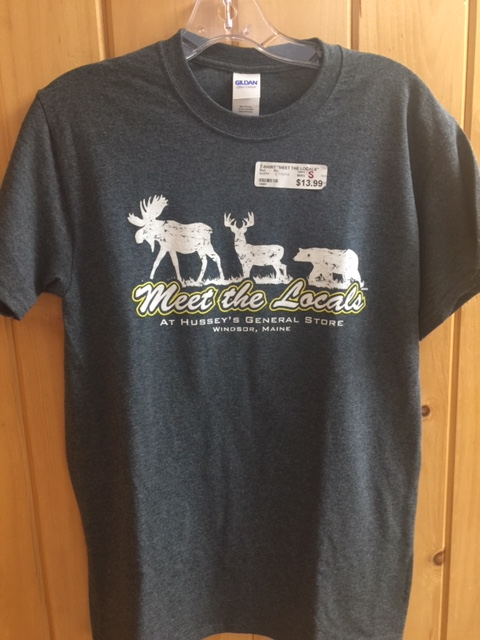 GILDAN
T-SHIRT "MEET THE LOCALS"
S
$13.99
Meet the Locals
AT HUSSEY'S GENERAL STORE
WINDSOR, MAINE